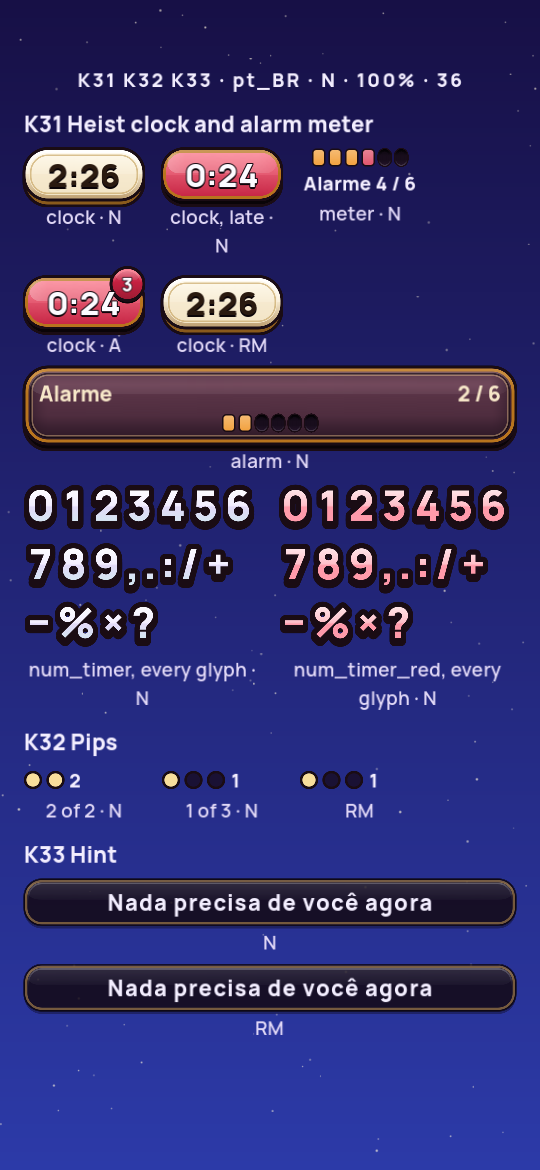 K31 K32 K33 · pt_BR · N · 100% · 36
K31 Heist clock and alarm meter
2:26
0:24
Alarme 4 / 6
clock · N
clock, late ·
N
meter · N
0:24
3
2:26
clock · A
clock · RM
Alarme
2 / 6
alarm · N
0123456
789,.:/+
−%×?
num_timer, every glyph ·
N
0123456
789,.:/+
−%×?
num_timer_red, every
glyph · N
K32 Pips
2
1
1
2 of 2 · N
1 of 3 · N
RM
K33 Hint
Nada precisa de você agora
N
Nada precisa de você agora
RM